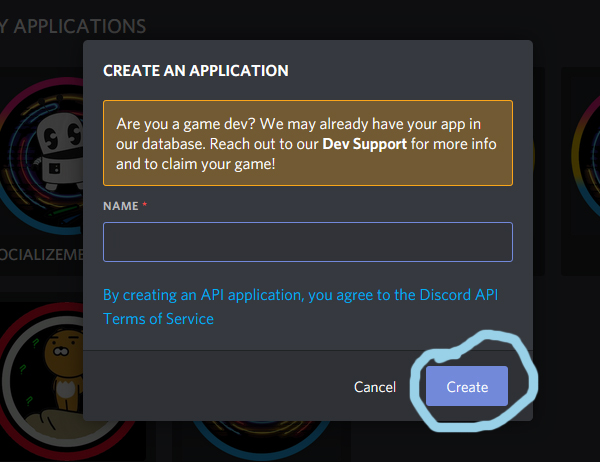 Y APPLICATIONS
CREATE AN APPLICATION
Are you a game dev? We may already have your app in
our database. Reach out to our Dev Support for more info
and to claim your game!
NAME *
OCIALIZEME
By creating an API application, you agree to the Discord API
Terms of Service
Cancel
Create